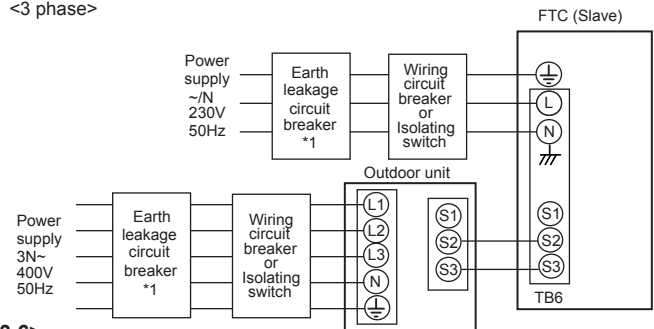 <3 phase>
FTC (Slave)
Power
supply
~/N
230V
50Hz
Earth
leakage
circuit
breaker
*1
Wiring
circuit
breaker
or
Isolating
switch
L
N
S1
S2
S3
TB6
Outdoor unit
Power
supply
3N~
400V
50Hz
Earth
leakage
circuit
breaker
*1
Wiring
circuit
breaker
or
Isolating
switch
L1
L2
L3
N
S1
S2
S3